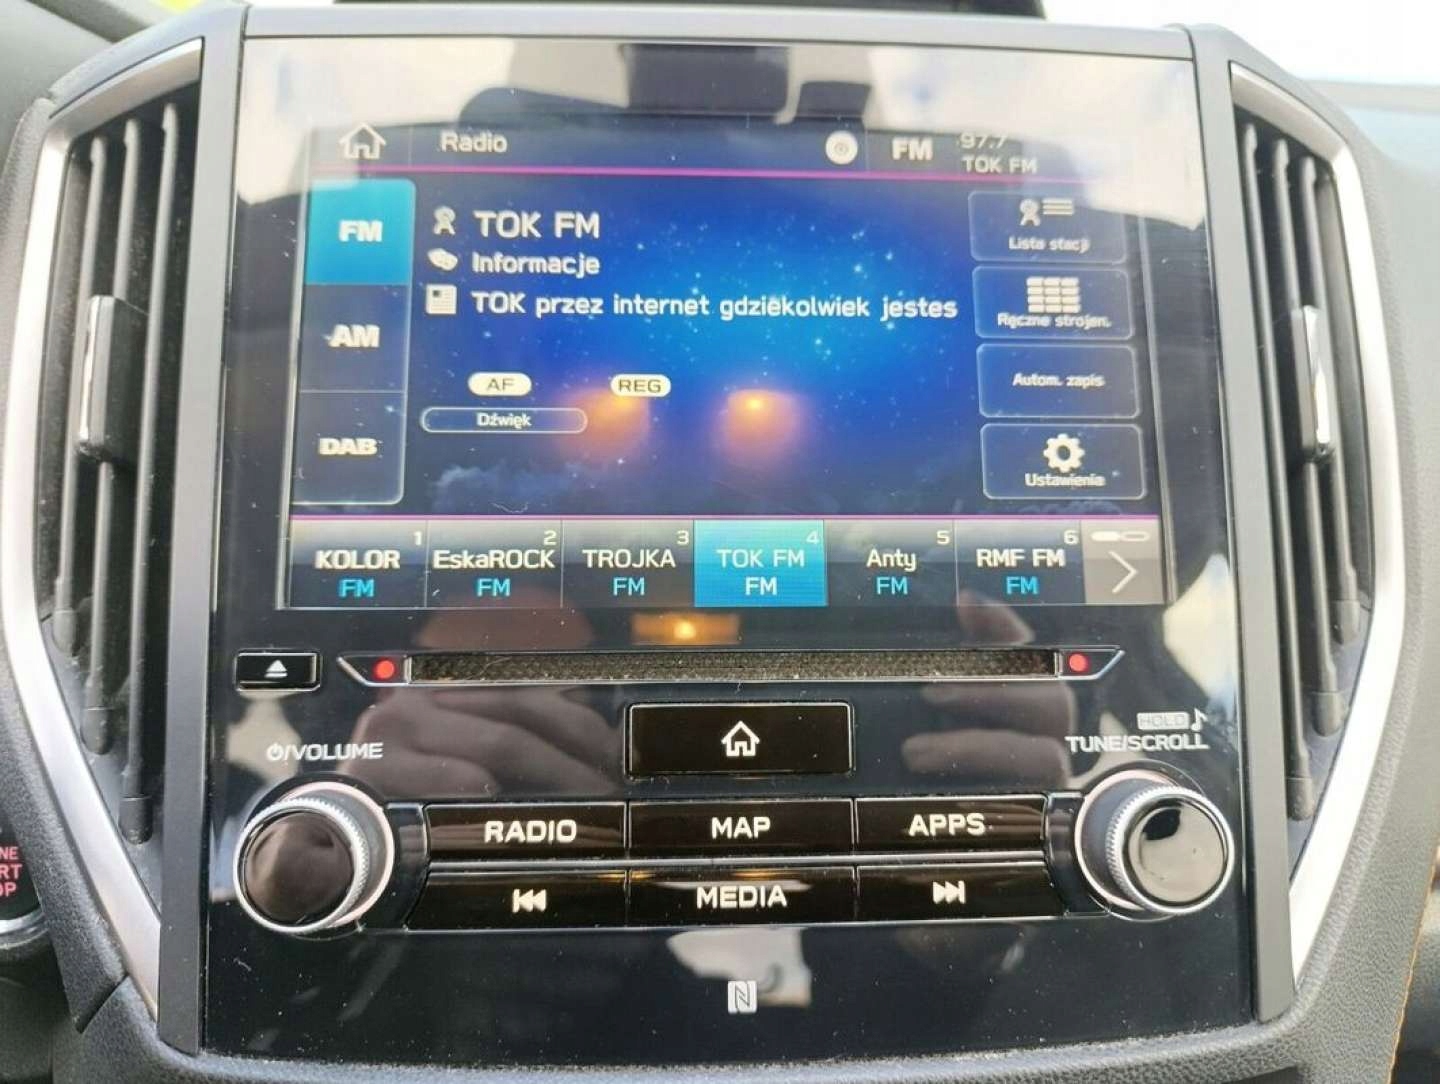 Radio
FM
97.7
TOK FM
FM
TOK FM
Lista stacji
Informacje
TOK przez internet gdziekolwiek jestes
Ręczne strojen.
AM
AF
REG
Autom. zapis
Dźwięk
DAB
Ustawienia
1
2
3
4
5
6
KOLOR
EskaROCK
TROJKA
TOK FM
Anty
RMF FM
FM
FM
FM
FM
FM
FM
HOLD
/VOLUME
TUNE/SCROLL
RADIO
MAP
APPS
MEDIA
N